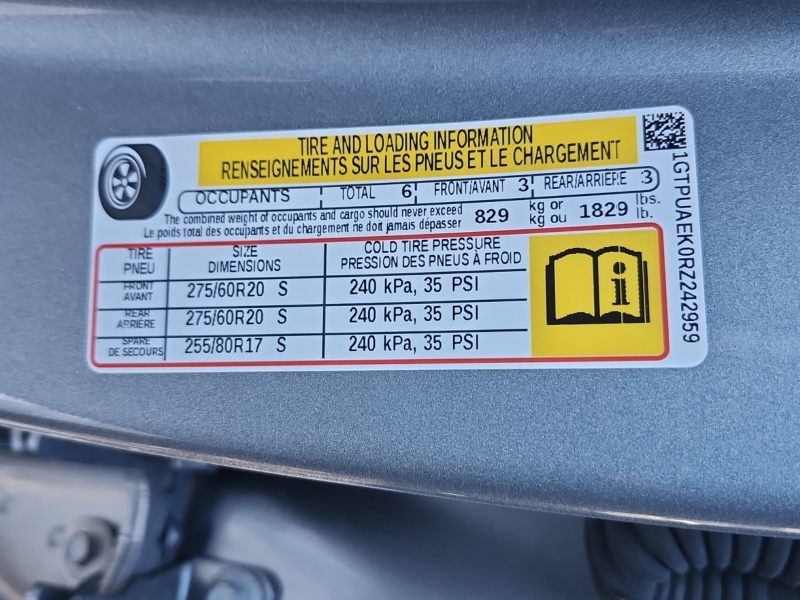 TIRE AND LOADING INFORMATION
RENSEIGNEMENTS SUR LES PNEUS ET LE CHARGEMENT
OCCUPANTS TOTAL 6 FRONT/AVANT 3 REAR/ARRIERE 3
The combined weight of occupants and cargo should never exceed 829 kg or 1829 lbs.
Le poids total des occupants et du chargement ne doit jamais dépasser kg ou lb.
TIRE SIZE COLD TIRE PRESSURE
PNEU DIMENSIONS PRESSION DES PNEUS À FROID
FRONT
AVANT 275/60R20 S 240 kPa, 35 PSI
REAR
ARRIÈRE 275/60R20 S 240 kPa, 35 PSI
SPARE
DE SECOURS 255/80R17 S 240 kPa, 35 PSI
i
1GTPUAEK0RZ242959